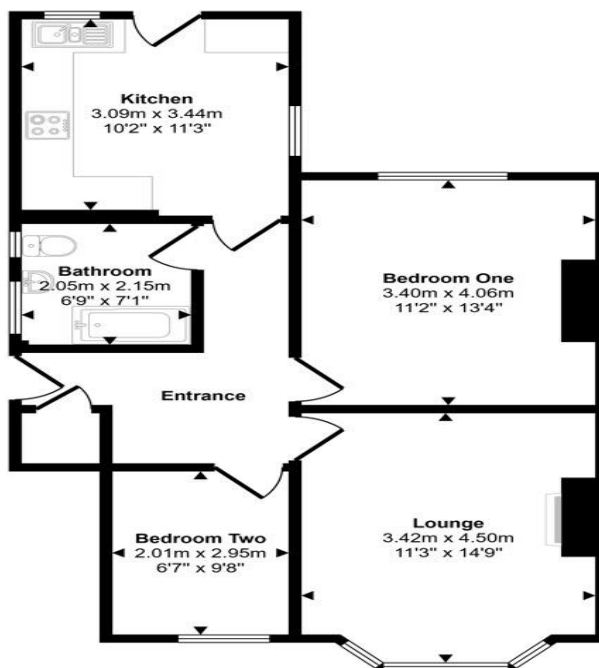 Kitchen
3.09m x 3.44m
10'2" x 11'3"
Bathroom
2.05m x 2.15m
6'9" x 7'1"
Bedroom One
3.40m x 4.06m
11'2" x 13'4"
Entrance
Bedroom Two
2.01m x 2.95m
6'7" x 9'8"
Lounge
3.42m x 4.50m
11'3" x 14'9"